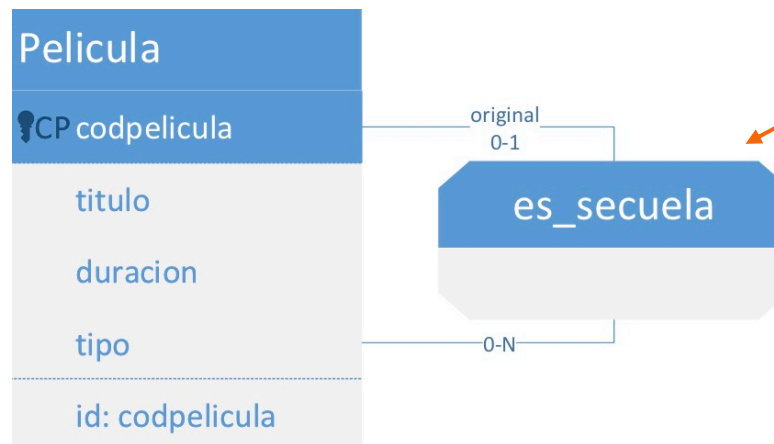 Pelicula
CP codpelicula
titulo
duracion
tipo
id: codpelicula
original
0-1
es_secuela
0-N